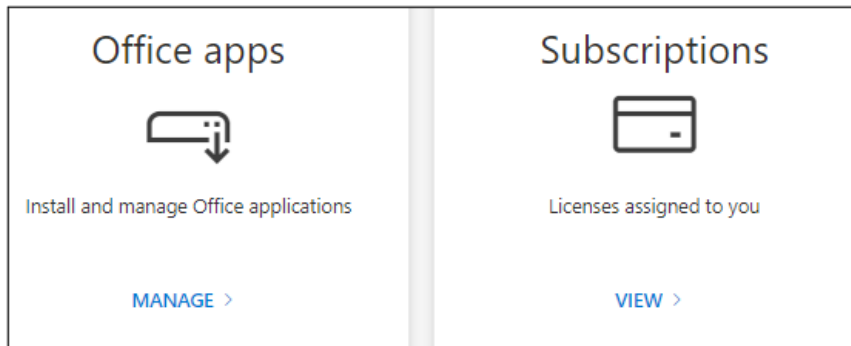 Office apps
Install and manage Office applications
MANAGE >
Subscriptions
Licenses assigned to you
VIEW >